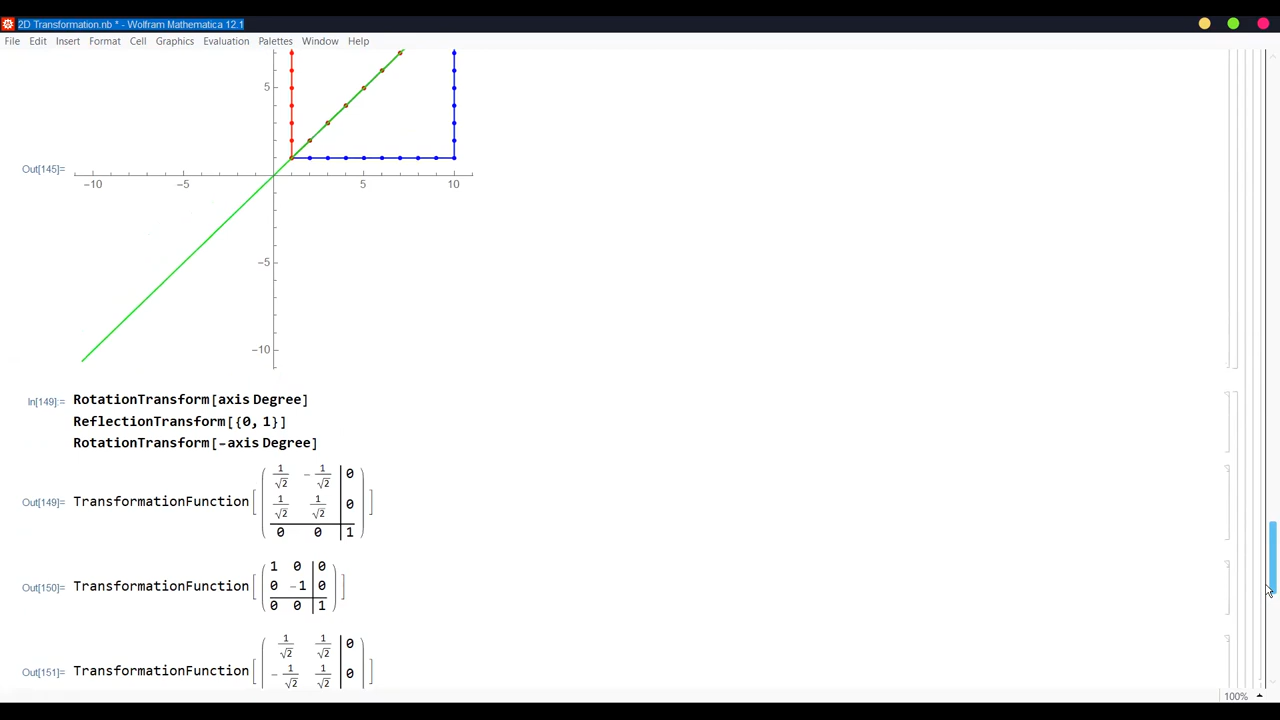 2D Transformation.nb * - Wolfram Mathematica 12.1
File Edit Insert Format Cell Graphics Evaluation Palettes Window Help
5
Out[145]=
-10 -5 5 10
-5
-10
In[149]:= RotationTransform[axis Degree]
ReflectionTransform[{0, 1}]
RotationTransform[-axis Degree]
1/√2 - 1/√2 0
Out[149]= TransformationFunction[ 1/√2 1/√2 0 ]
0 0 1
1 0 0
Out[150]= TransformationFunction[ 0 -1 0 ]
0 0 1
1/√2 1/√2 0
Out[151]= TransformationFunction[ - 1/√2 1/√2 0 ]
100%